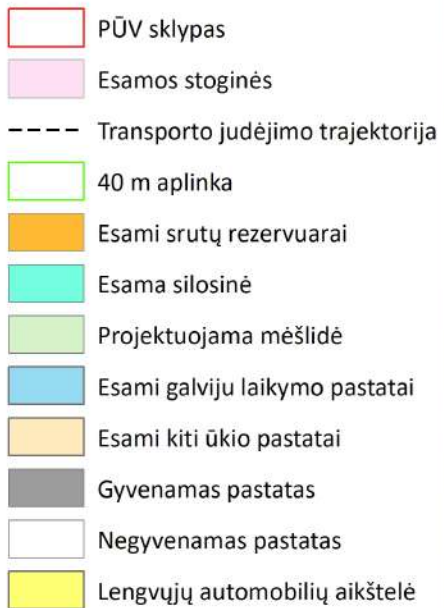 PŪV sklypas
Esamos stoginės
Transporto judėjimo trajektorija
40 m aplinka
Esami srutų rezervuarai
Esama silosinė
Projektuojama mėšlidė
Esami galviju laikymo pastatai
Esami kiti ūkio pastatai
Gyvenamas pastatas
Negyvenamas pastatas
Lengvųjų automobilių aikštelė